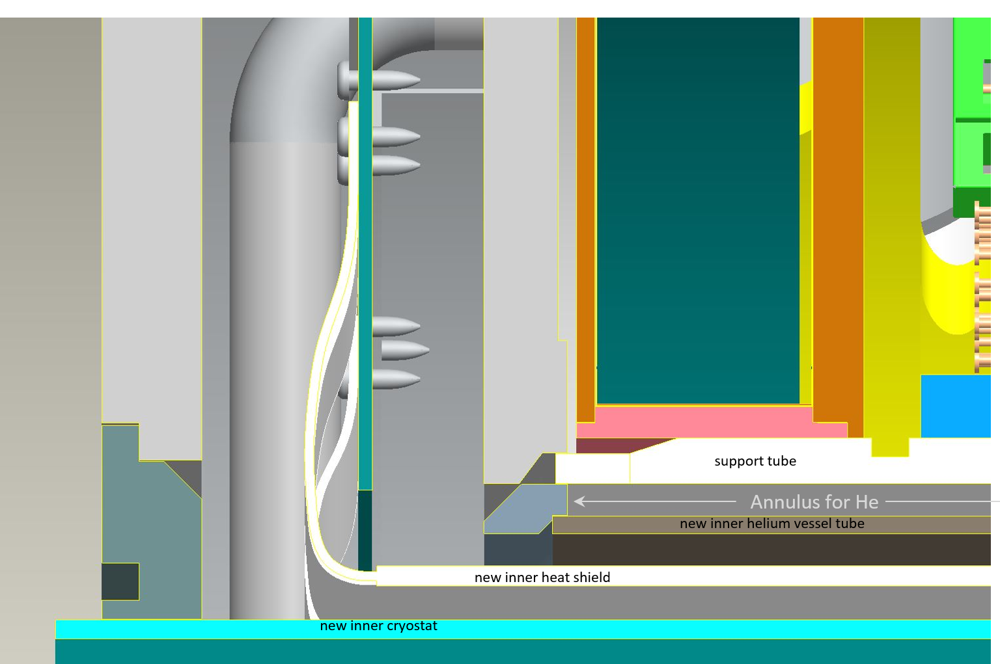 support tube
Annulus for He
new inner helium vessel tube
new inner heat shield
new inner cryostat